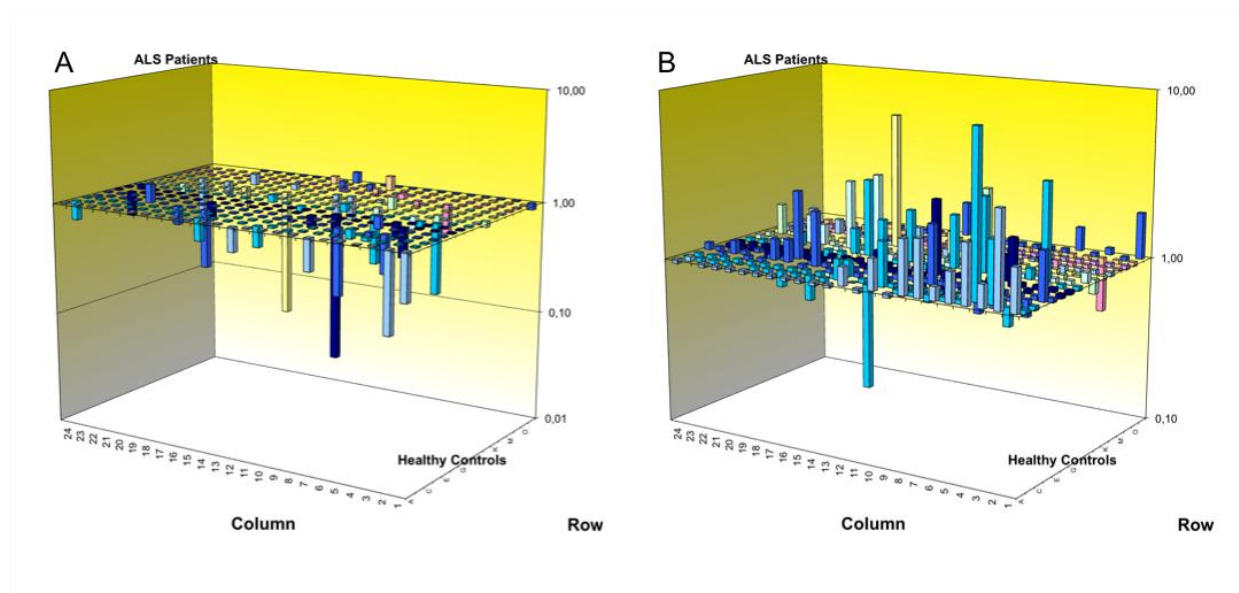 A
ALS Patients
10,00
1,00
0,10
0,01
24 23 22 21 20 19 18 17 16 15 14 13 12 11 10 9 8 7 6 5 4 3 2 1
A C E G K M O
Healthy Controls
Column
Row
B
ALS Patients
10,00
1,00
0,10
24 23 22 21 20 19 18 17 16 15 14 13 12 11 10 9 8 7 6 5 4 3 2 1
A C E G K M O
Healthy Controls
Column
Row